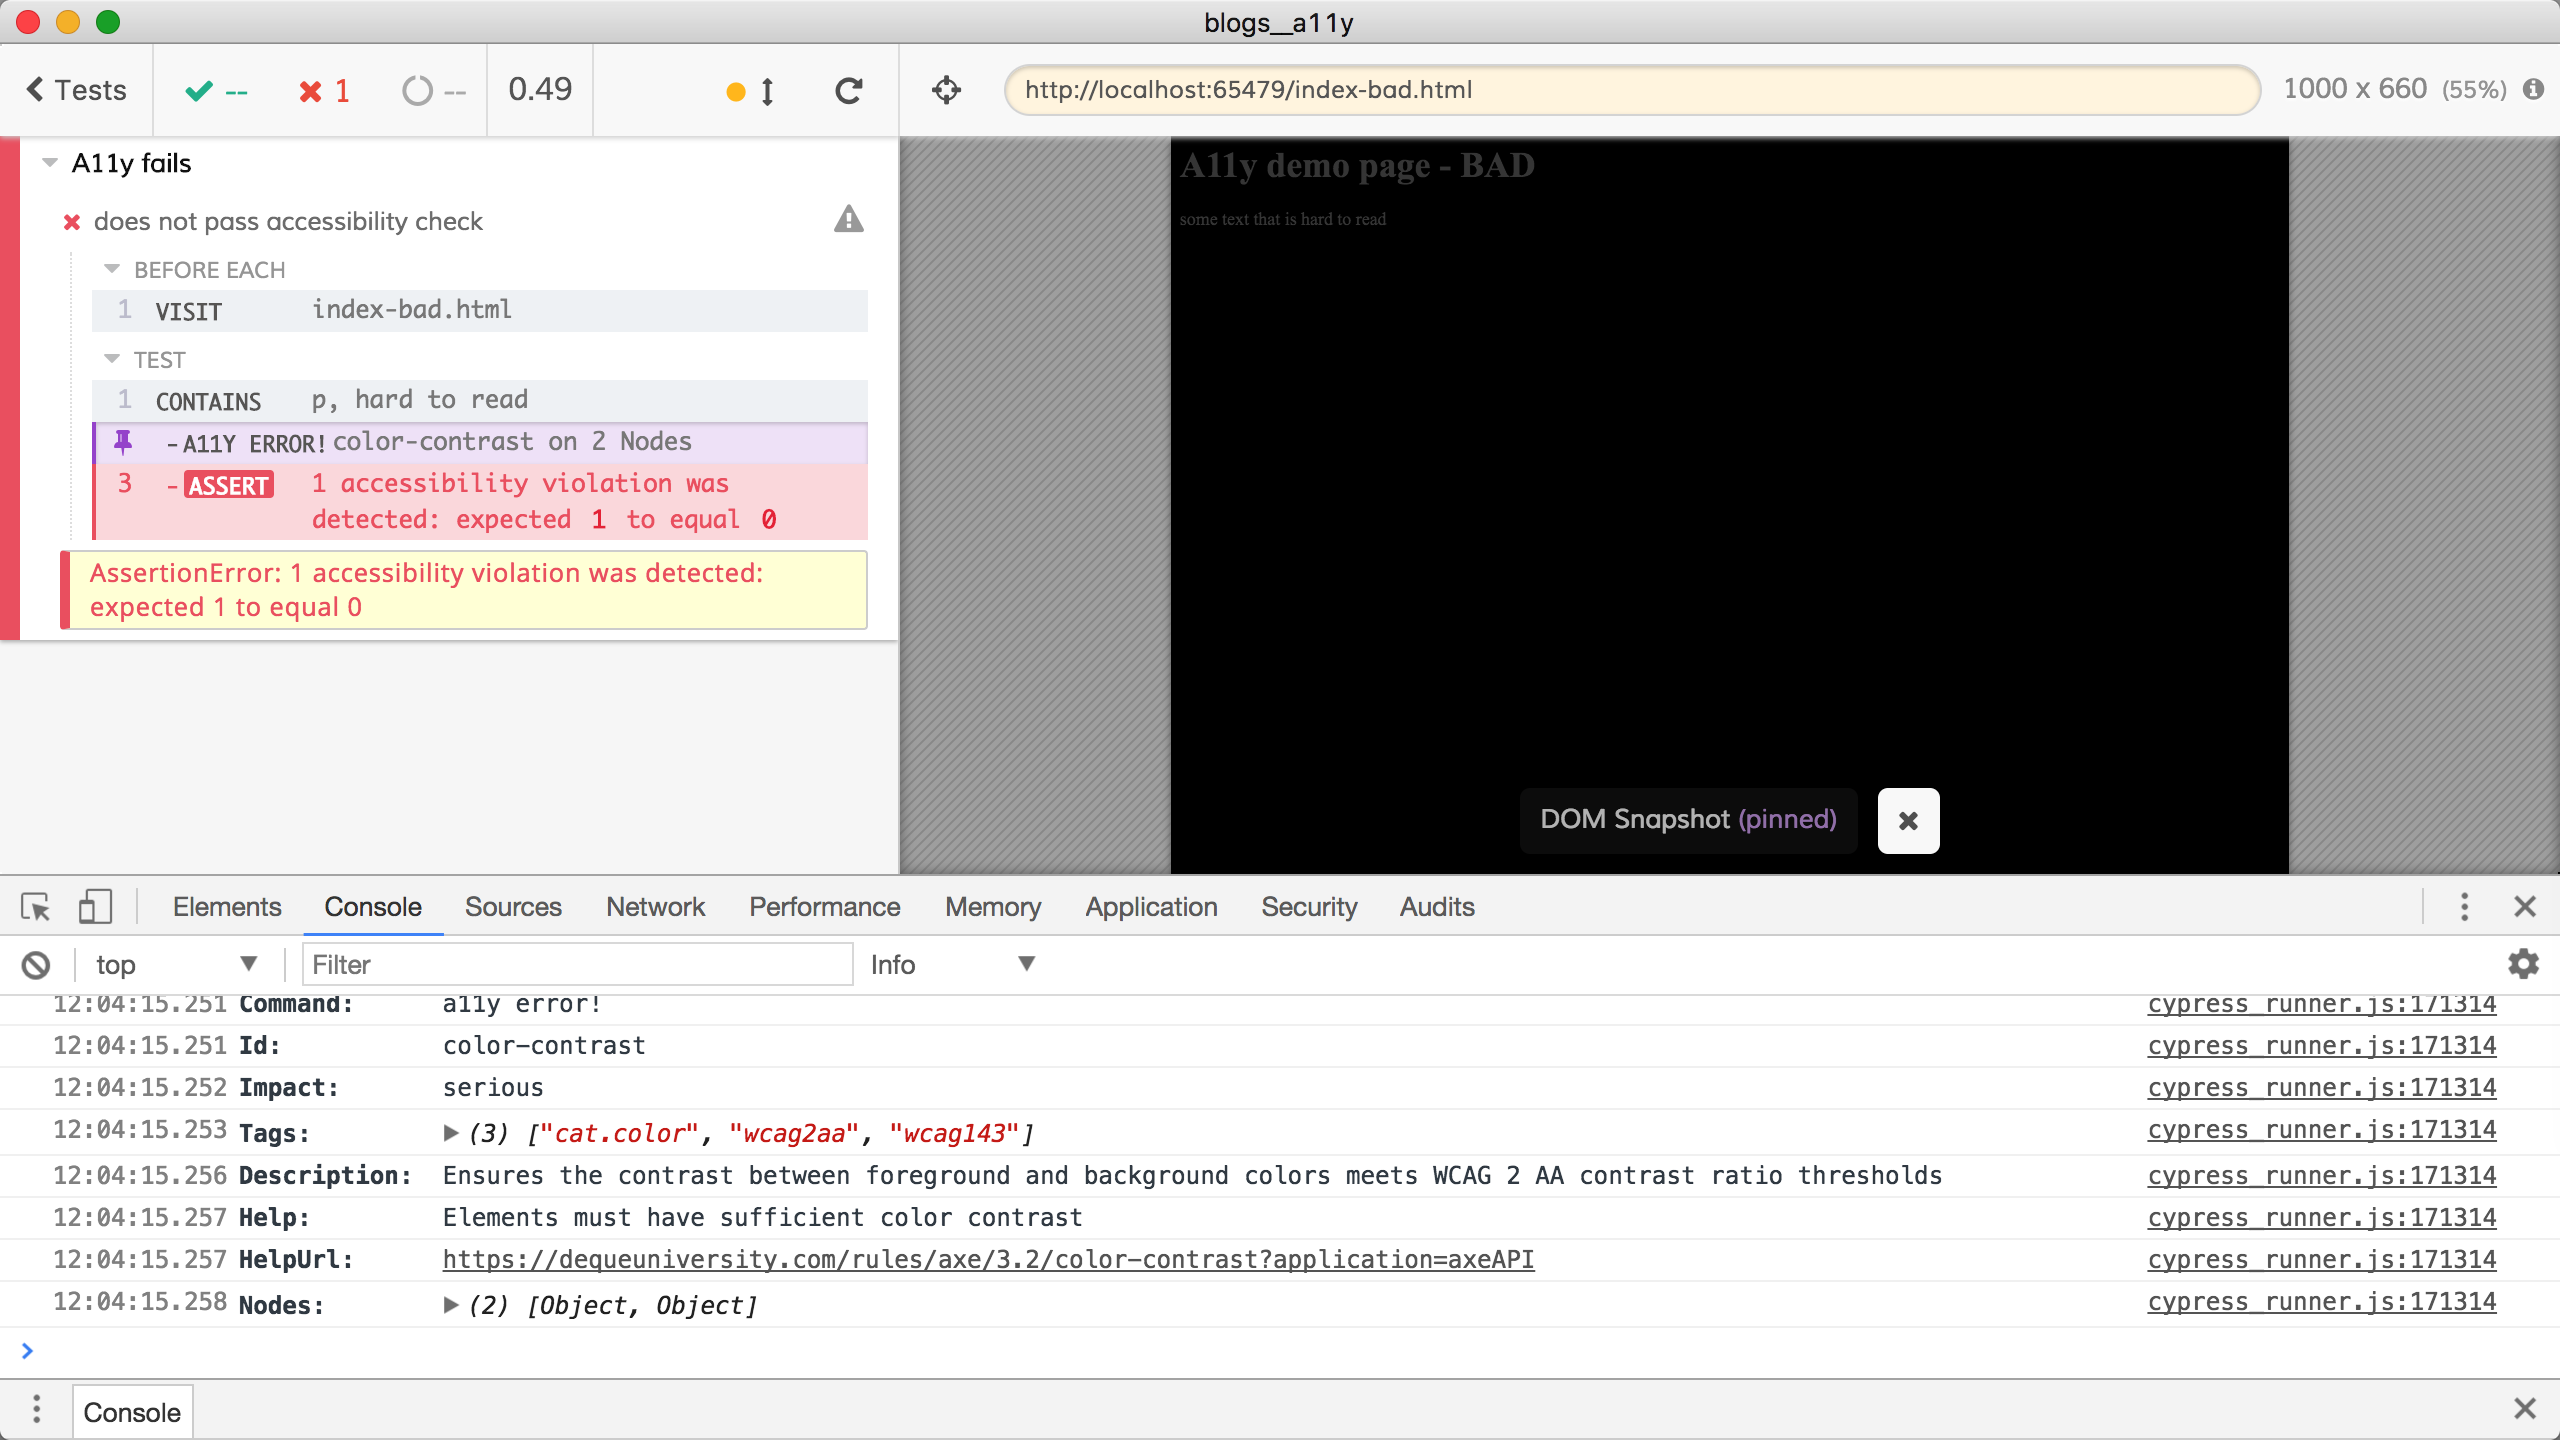 blogs__a11y
Tests -- 1 -- 0.49
http://localhost:65479/index-bad.html 1000 x 660 (55%)
A11y fails
does not pass accessibility check
BEFORE EACH
1 VISIT index-bad.html
TEST
1 CONTAINS p, hard to read
-A11Y ERROR! color-contrast on 2 Nodes
3 -ASSERT 1 accessibility violation was
detected: expected 1 to equal 0
AssertionError: 1 accessibility violation was detected:
expected 1 to equal 0
A11y demo page - BAD
some text that is hard to read
DOM Snapshot (pinned)
Elements Console Sources Network Performance Memory Application Security Audits
top Filter Info
12:04:15.251 Command: a11y error! cypress_runner.js:171314
12:04:15.251 Id: color-contrast cypress_runner.js:171314
12:04:15.252 Impact: serious cypress_runner.js:171314
12:04:15.253 Tags: (3) ["cat.color", "wcag2aa", "wcag143"] cypress_runner.js:171314
12:04:15.256 Description: Ensures the contrast between foreground and background colors meets WCAG 2 AA contrast ratio thresholds cypress_runner.js:171314
12:04:15.257 Help: Elements must have sufficient color contrast cypress_runner.js:171314
12:04:15.257 HelpUrl: https://dequeuniversity.com/rules/axe/3.2/color-contrast?application=axeAPI cypress_runner.js:171314
12:04:15.258 Nodes: (2) [Object, Object] cypress_runner.js:171314
Console